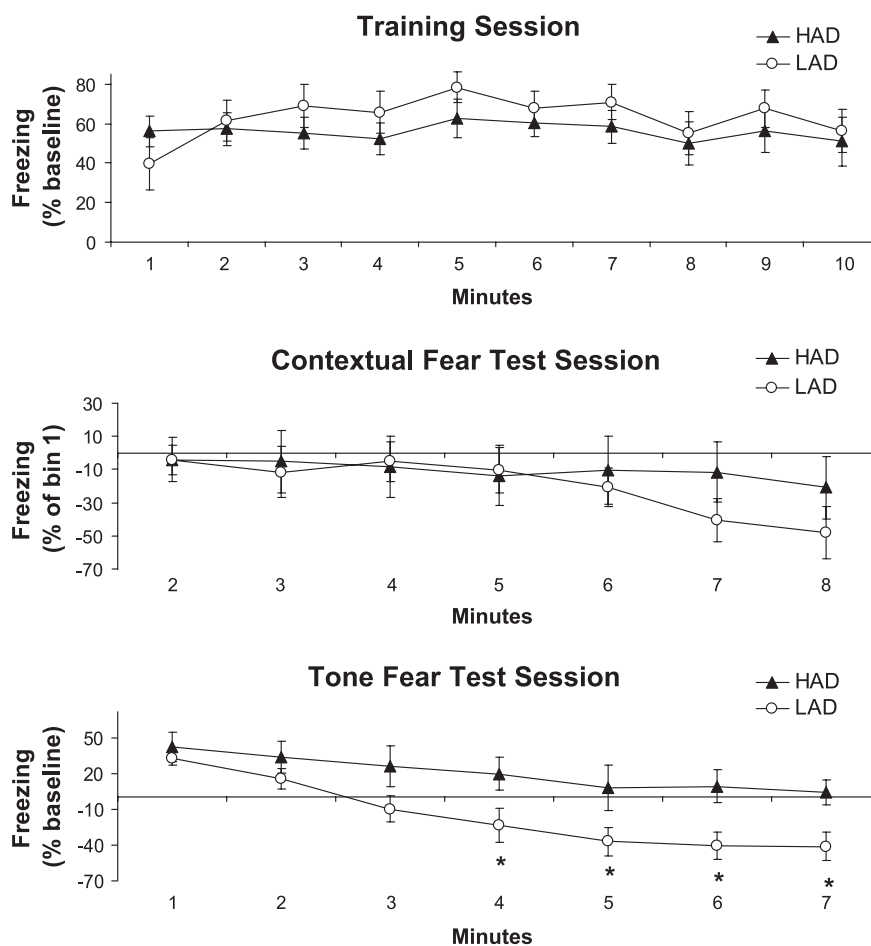 Training Session
HAD
LAD
Freezing
(% baseline)
80
60
40
20
0
1 2 3 4 5 6 7 8 9 10
Minutes
Contextual Fear Test Session
HAD
LAD
Freezing
(% of bin 1)
30
10
-10
-30
-50
-70
2 3 4 5 6 7 8
Minutes
Tone Fear Test Session
HAD
LAD
Freezing
(% baseline)
50
20
-10
-40
-70
* * * *
1 2 3 4 5 6 7
Minutes